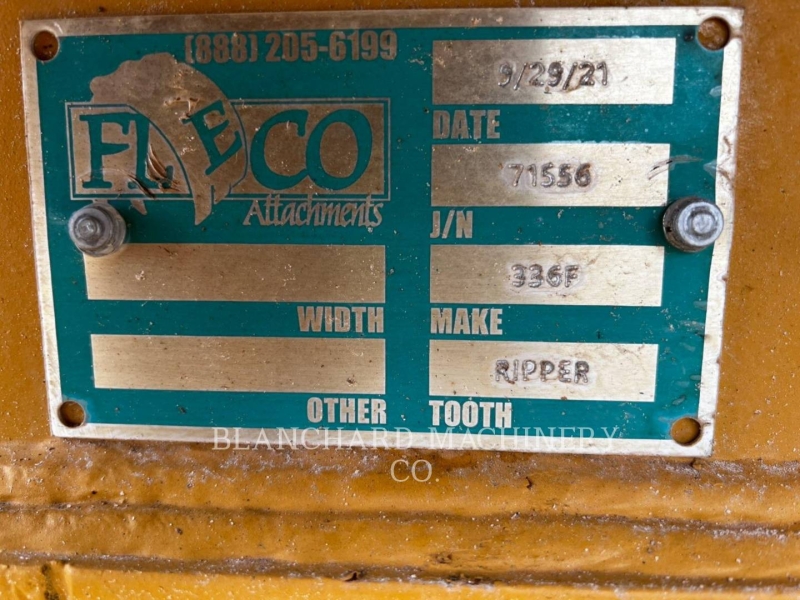 (888) 205-6199
FLECO
Attachments
WIDTH
OTHER
9/29/21
DATE
71556
J/N
336F
MAKE
RIPPER
TOOTH
BLANCHARD MACHINERY
CO.